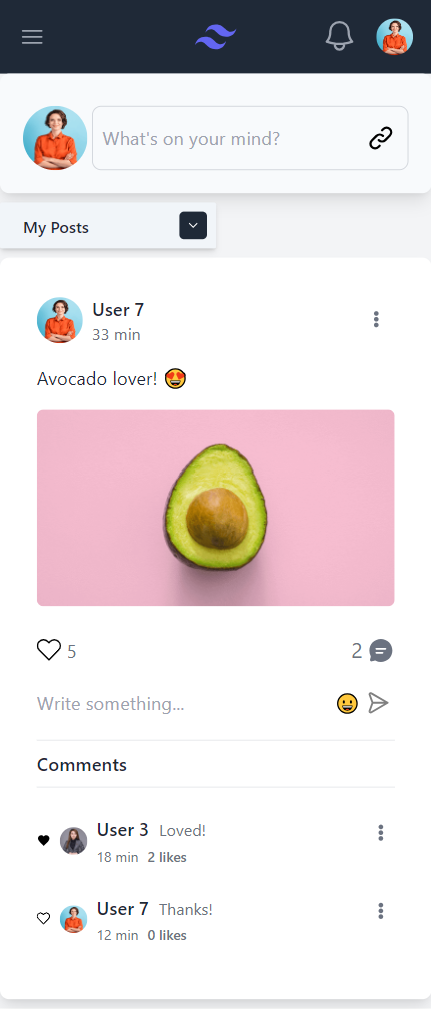 What's on your mind?
My Posts
User 7
33 min
Avocado lover! 😍
5
2
Write something...
Comments
User 3 Loved!
18 min 2 likes
User 7 Thanks!
12 min 0 likes